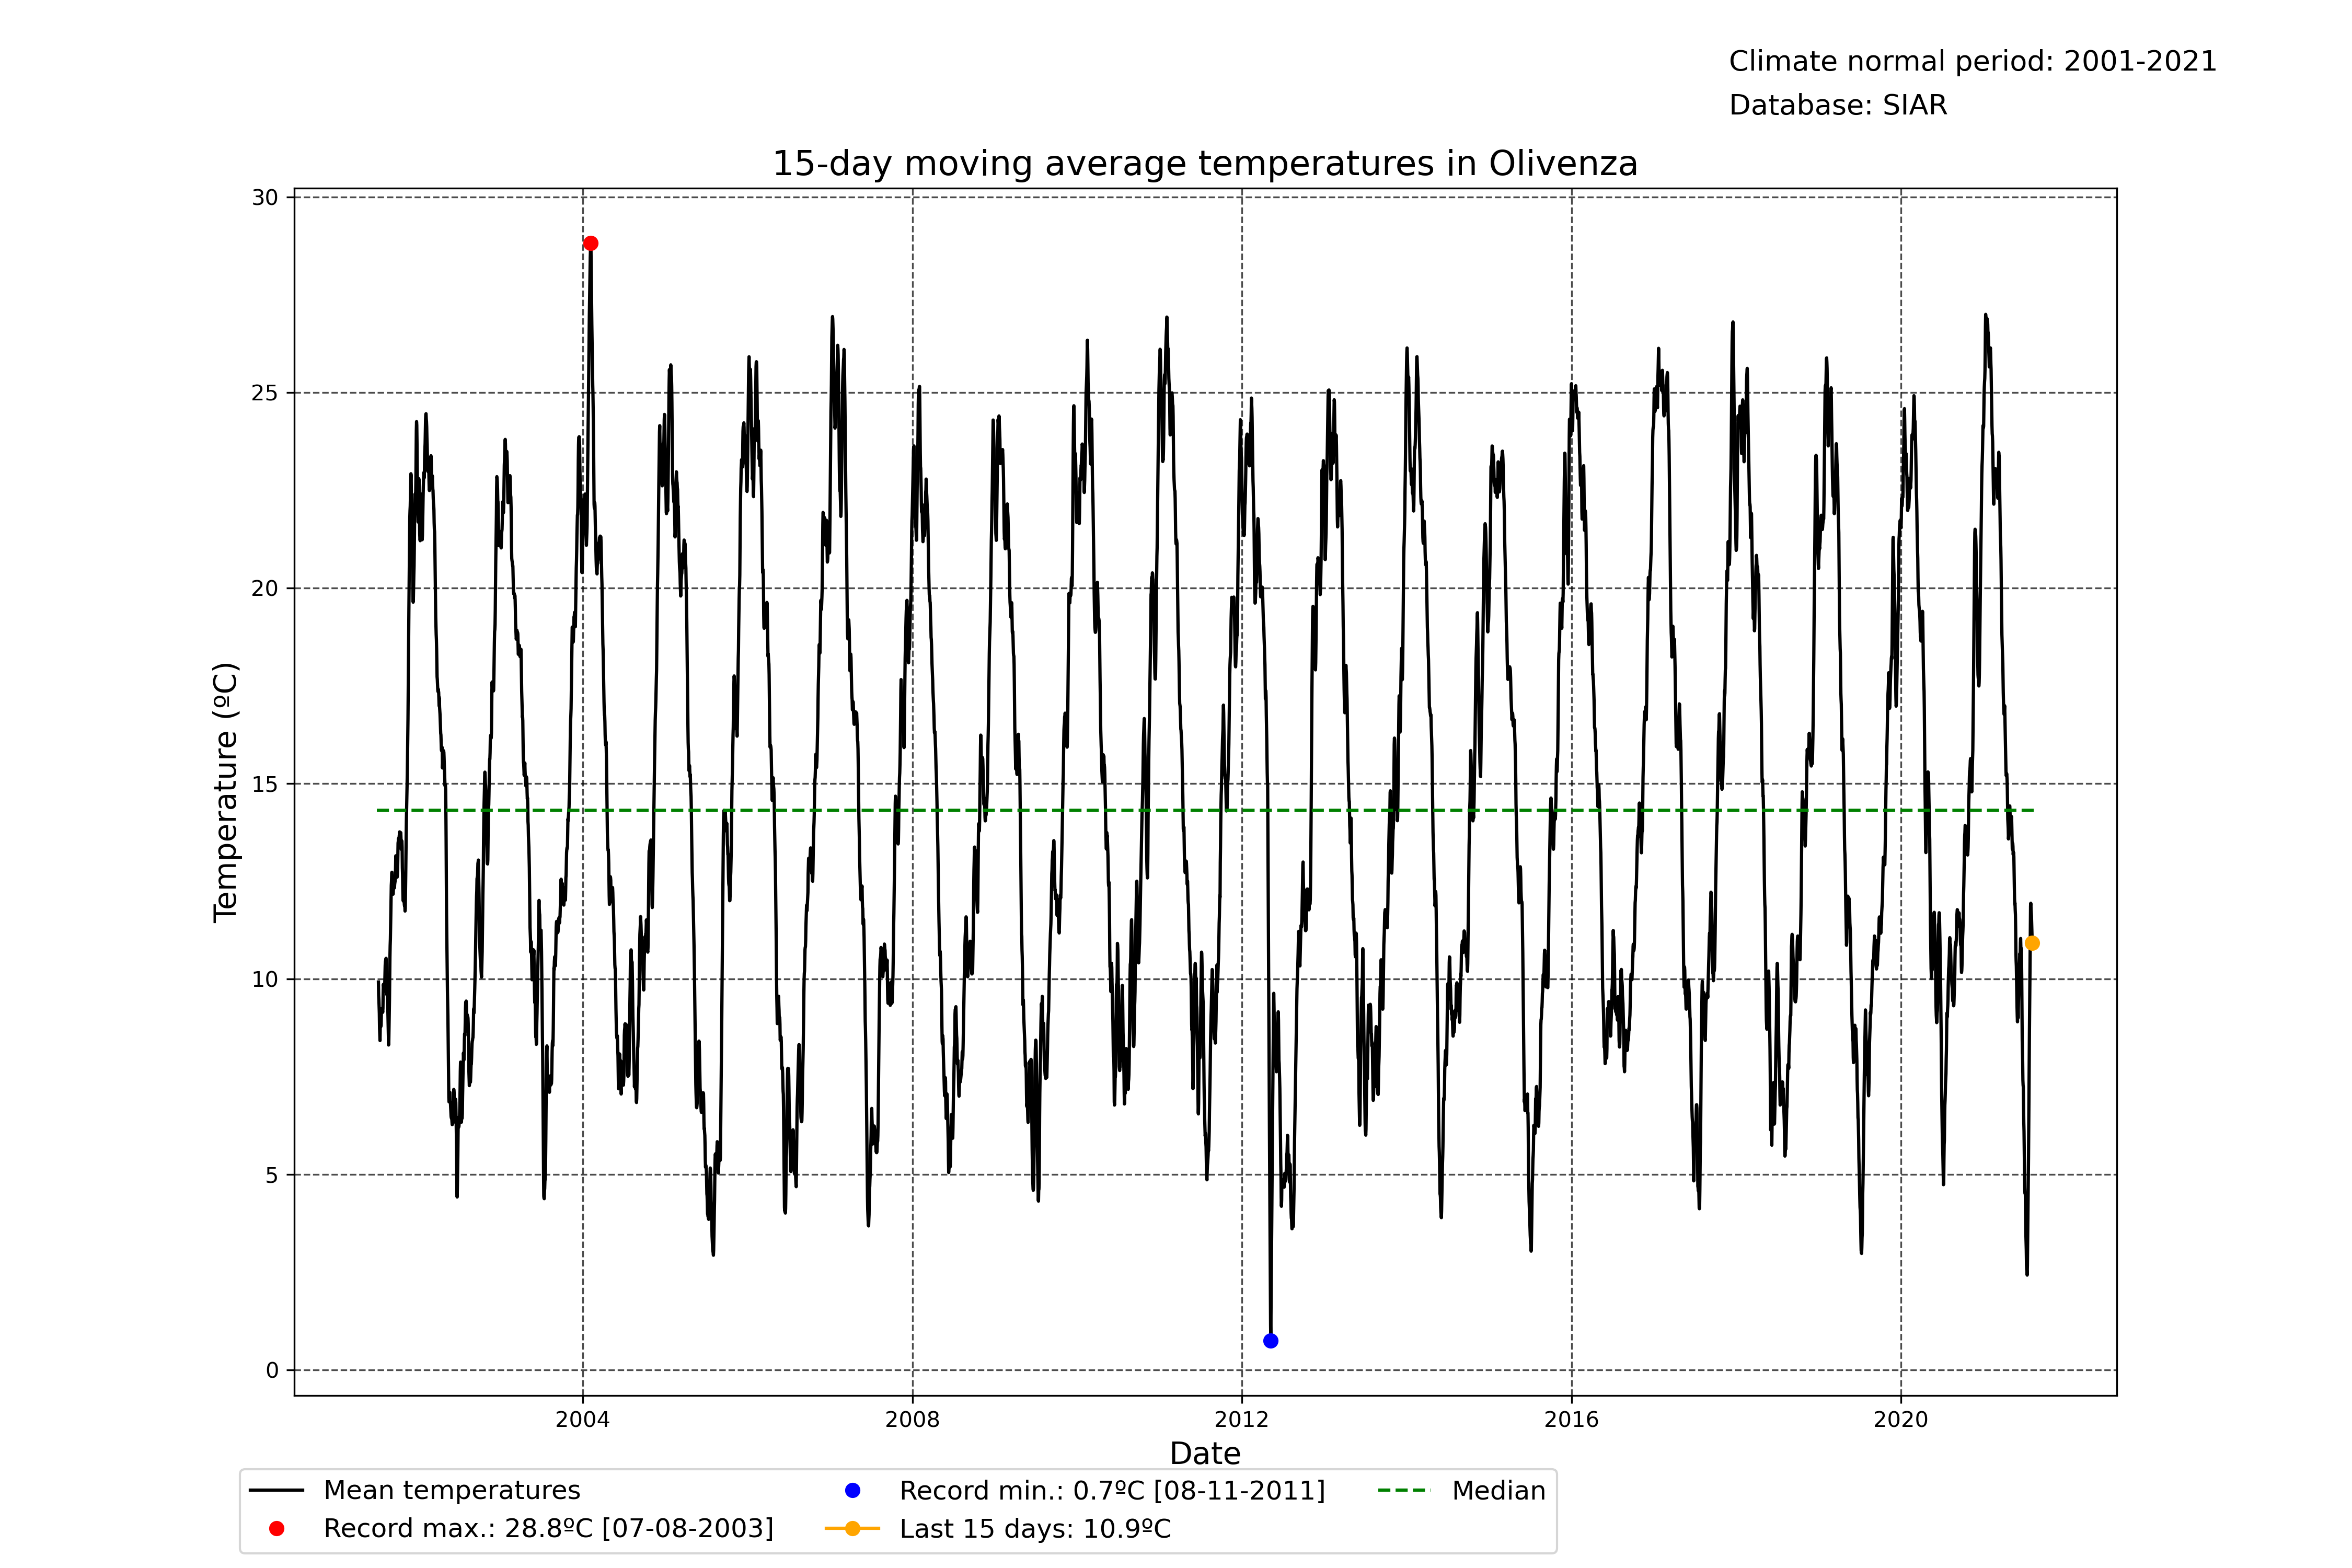 Climate normal period: 2001-2021
Database: SIAR
15-day moving average temperatures in Olivenza
30
25
20
15
10
5
0
Temperature (ºC)
2004 2008 2012 2016 2020
Date
Mean temperatures
Record max.: 28.8ºC [07-08-2003]
Record min.: 0.7ºC [08-11-2011]
Last 15 days: 10.9ºC
Median